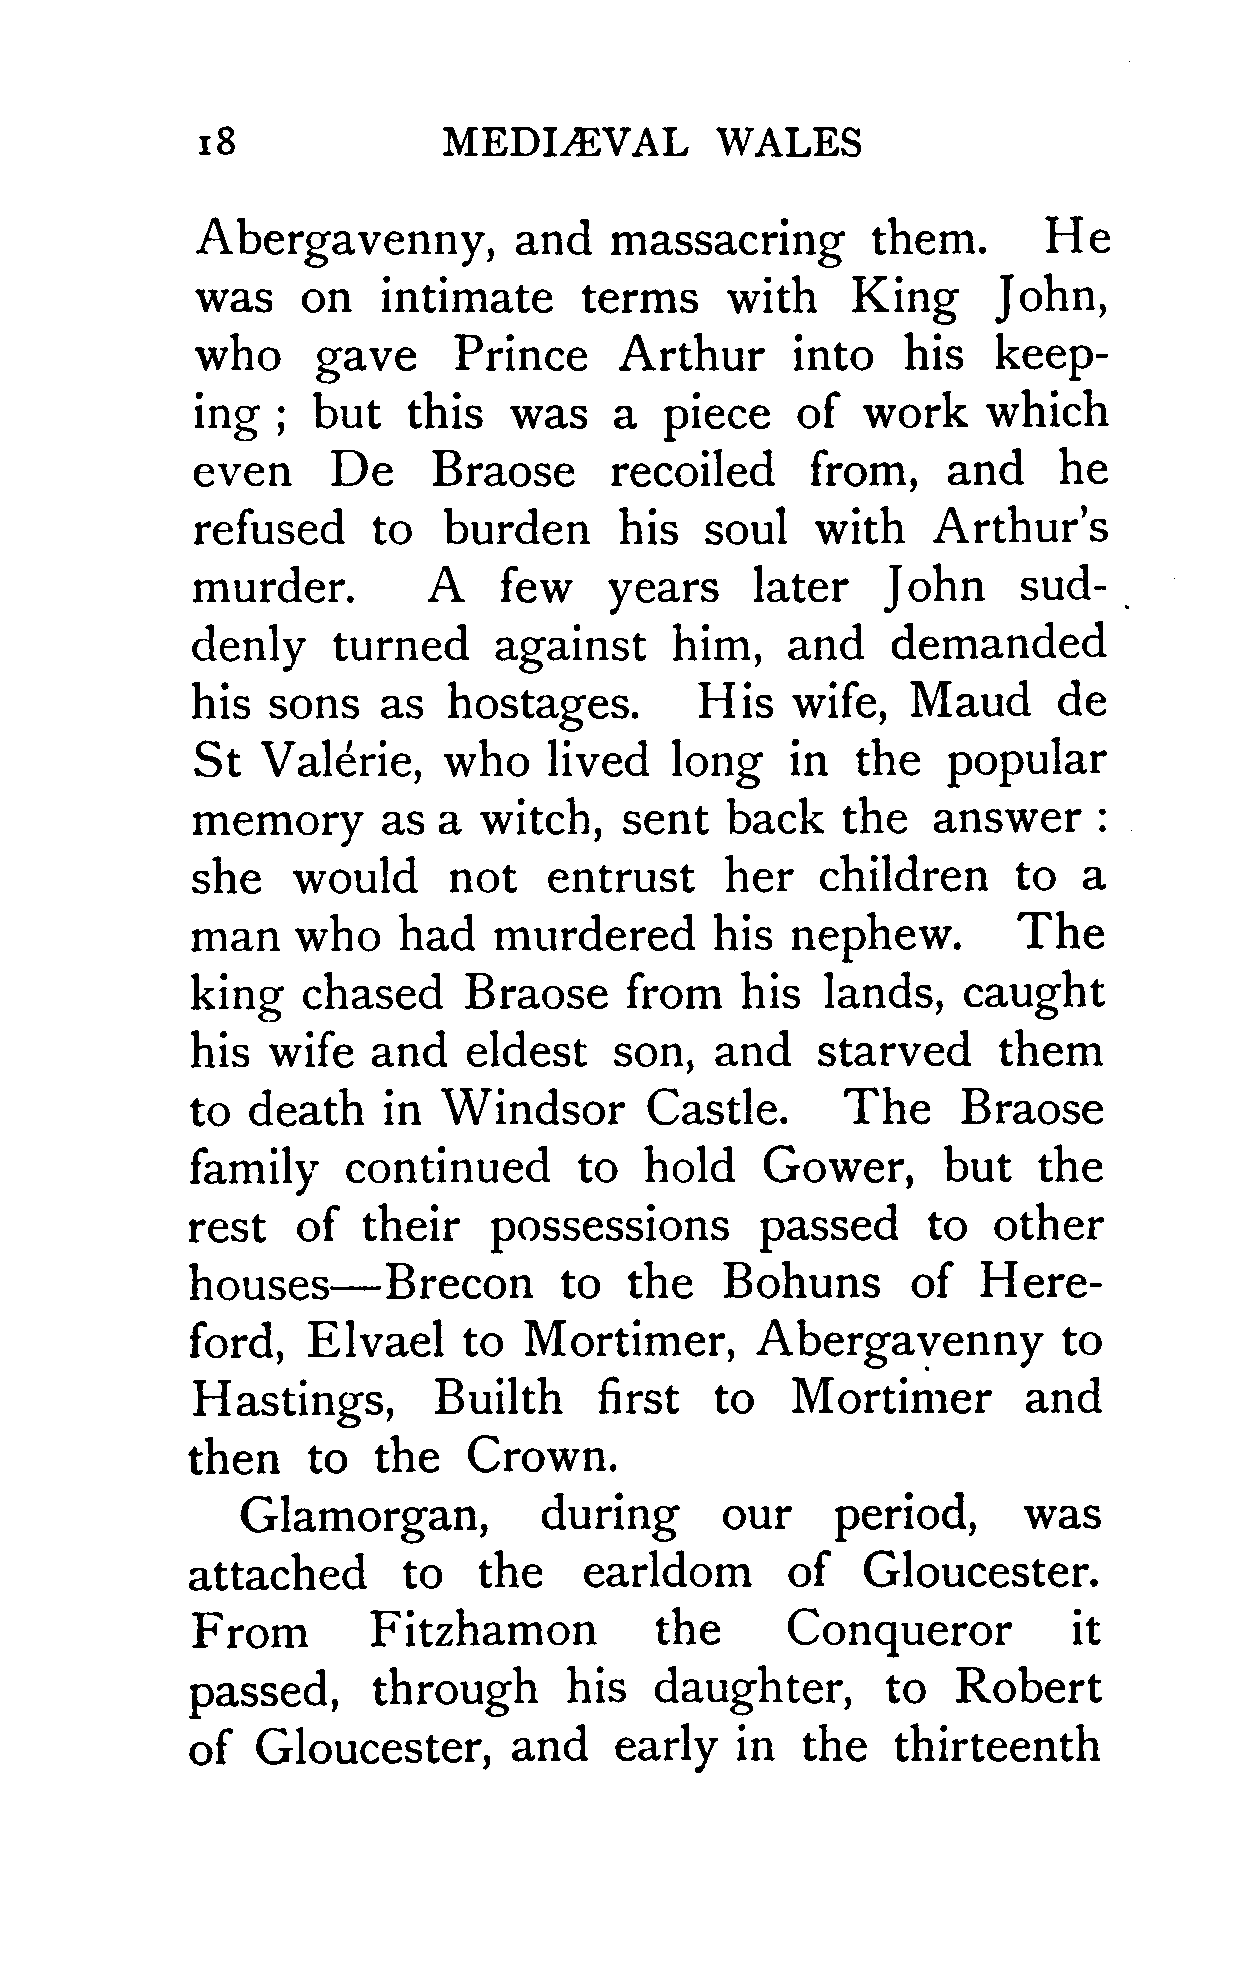 18 MEDIÆVAL WALES
Abergavenny, and massacring them. He
was on intimate terms with King John,
who gave Prince Arthur into his keep-
ing ; but this was a piece of work which
even De Braose recoiled from, and he
refused to burden his soul with Arthur's
murder. A few years later John sud-
denly turned against him, and demanded
his sons as hostages. His wife, Maud de
St Valérie, who lived long in the popular
memory as a witch, sent back the answer :
she would not entrust her children to a
man who had murdered his nephew. The
king chased Braose from his lands, caught
his wife and eldest son, and starved them
to death in Windsor Castle. The Braose
family continued to hold Gower, but the
rest of their possessions passed to other
houses—Brecon to the Bohuns of Here-
ford, Elvael to Mortimer, Abergavenny to
Hastings, Builth first to Mortimer and
then to the Crown.
Glamorgan, during our period, was
attached to the earldom of Gloucester.
From Fitzhamon the Conqueror it
passed, through his daughter, to Robert
of Gloucester, and early in the thirteenth